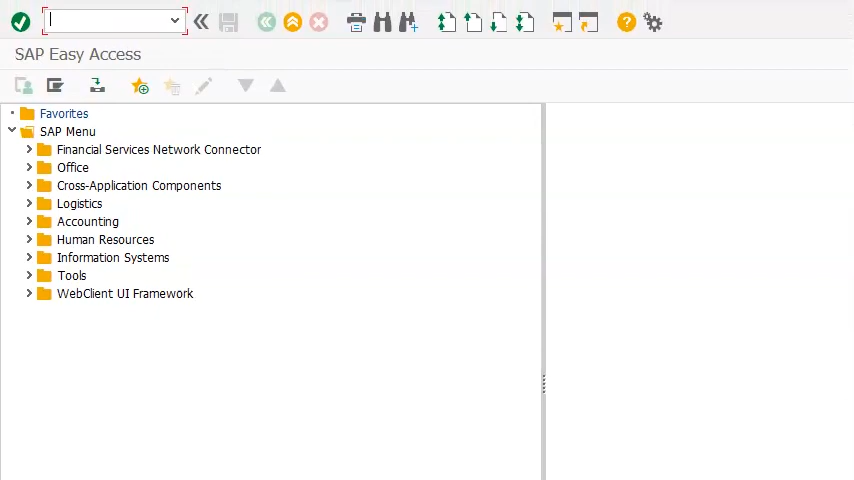 SAP Easy Access
Favorites
SAP Menu
Financial Services Network Connector
Office
Cross-Application Components
Logistics
Accounting
Human Resources
Information Systems
Tools
WebClient UI Framework